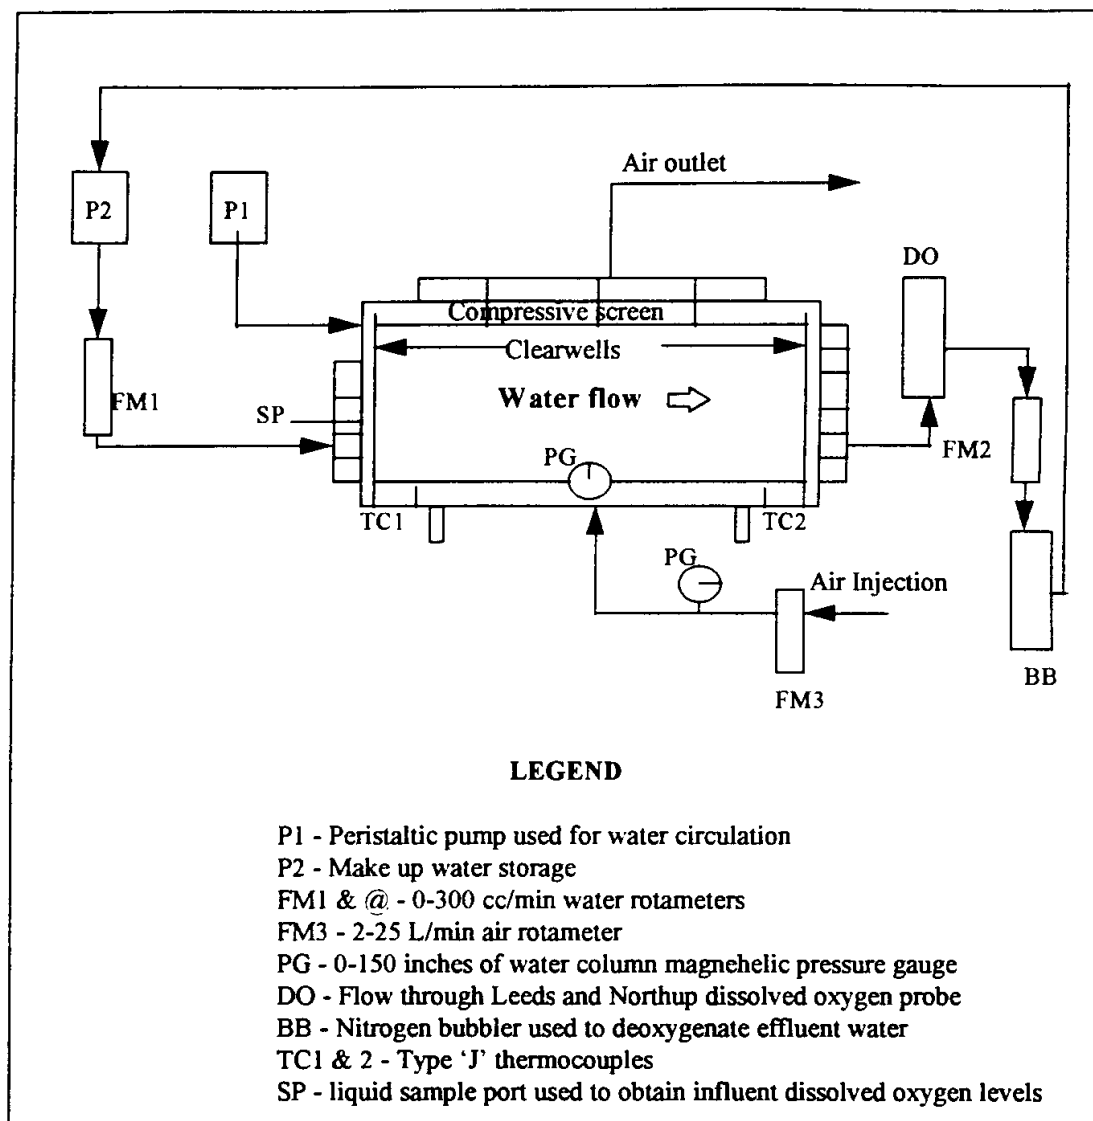 Air outlet
P2
P1
DO
Compressive screen
Clearwells
FM1
Water flow
SP
FM2
PG
TC1
TC2
PG
Air Injection
BB
FM3
LEGEND
P1 - Peristaltic pump used for water circulation
P2 - Make up water storage
FM1 & @ - 0-300 cc/min water rotameters
FM3 - 2-25 L/min air rotameter
PG - 0-150 inches of water column magnehelic pressure gauge
DO - Flow through Leeds and Northup dissolved oxygen probe
BB - Nitrogen bubbler used to deoxygenate effluent water
TC1 & 2 - Type ‘J’ thermocouples
SP - liquid sample port used to obtain influent dissolved oxygen levels